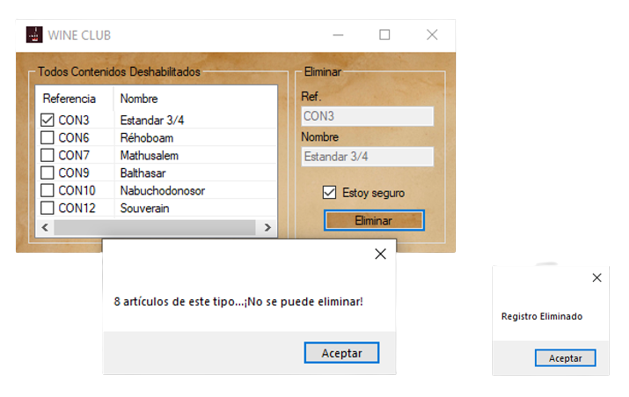 WINE CLUB
Todos Contenidos Deshabilitados
Referencia Nombre
CON3 Estandar 3/4
CON6 Réhoboam
CON7 Mathusalem
CON9 Balthasar
CON10 Nabuchodonosor
CON12 Souverain
Eliminar
Ref.
CON3
Nombre
Estandar 3/4
Estoy seguro
Eliminar
8 artículos de este tipo...¡No se puede eliminar!
Aceptar
Registro Eliminado
Aceptar